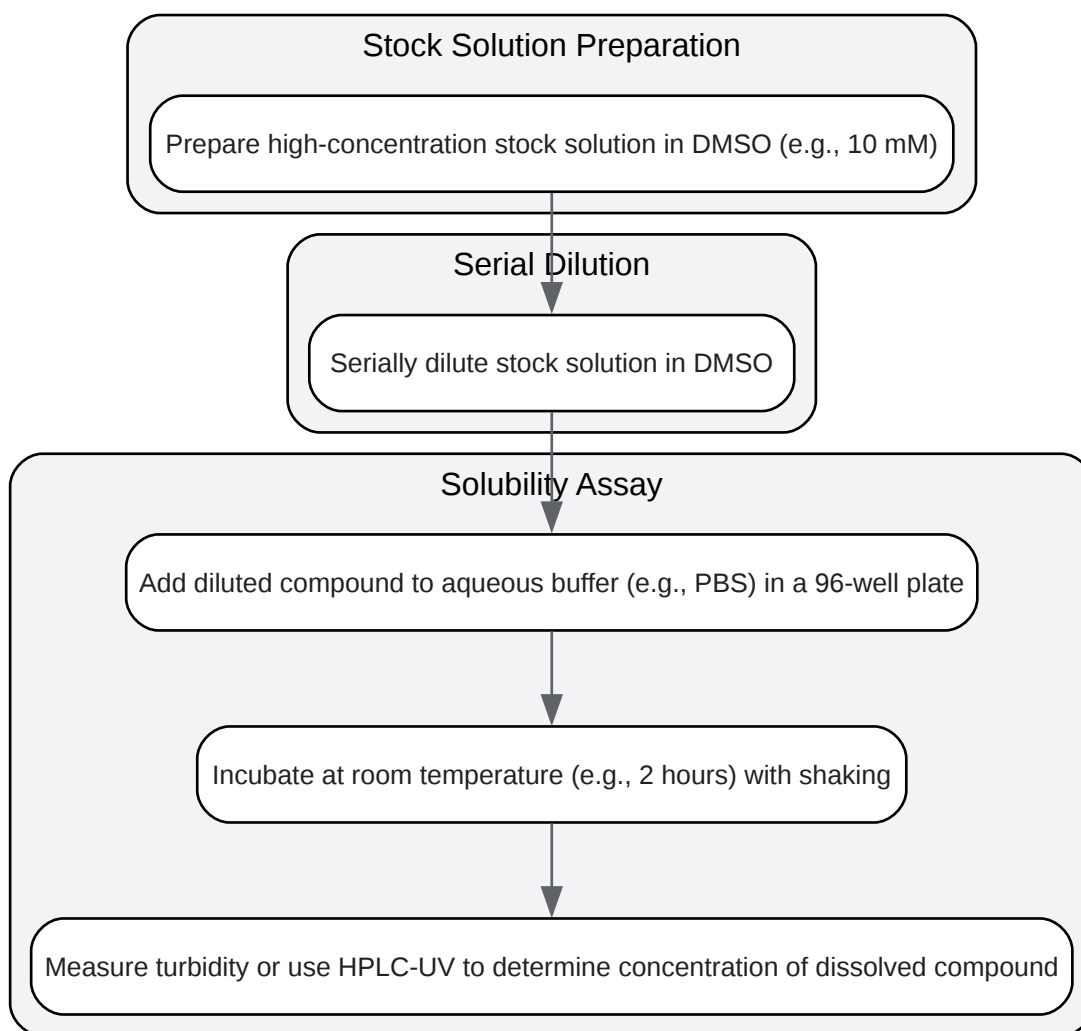 Stock Solution Preparation
Prepare high-concentration stock solution in DMSO (e.g., 10 mM)
Serial Dilution
Serially dilute stock solution in DMSO
Solubility Assay
Add diluted compound to aqueous buffer (e.g., PBS) in a 96-well plate
Incubate at room temperature (e.g., 2 hours) with shaking
Measure turbidity or use HPLC-UV to determine concentration of dissolved compound